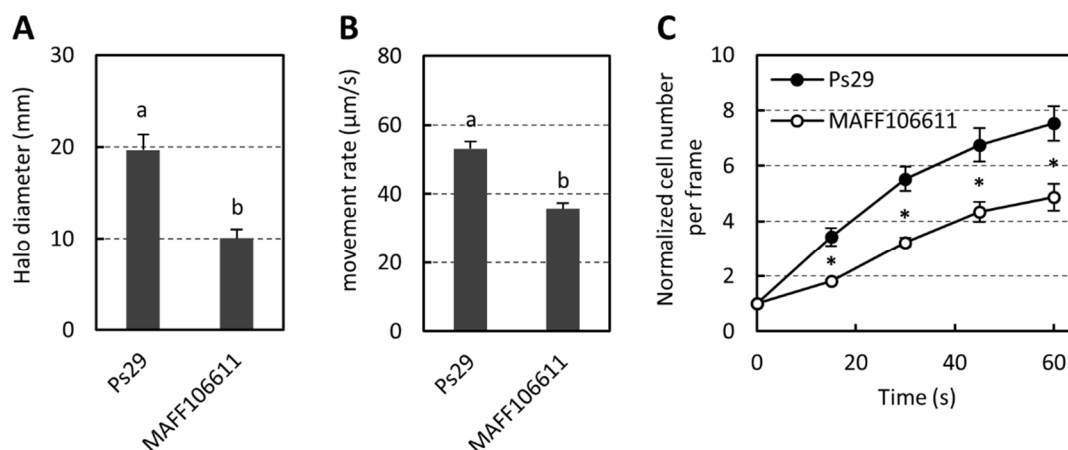 A
Halo diameter (mm)
30
20
10
0
a
b
Ps29
MAFF106611
B
movement rate (μm/s)
80
60
40
20
0
a
b
Ps29
MAFF106611
C
Normalized cell number
per frame
10
8
6
4
2
0
Ps29
MAFF106611
*
*
*
*
0
20
40
60
Time (s)